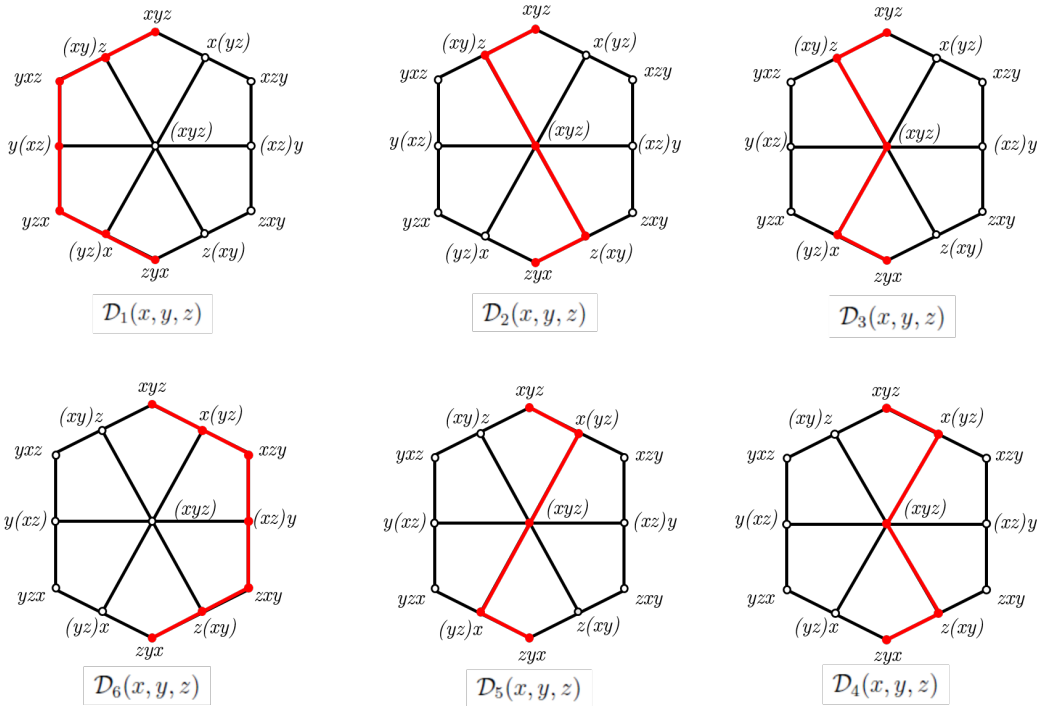 xyz xyz xyz
(xy)z x(yz) (xy)z x(yz) (xy)z x(yz)
yxz xzy yxz xzy yxz xzy
y(xz) (xyz) (xz)y y(xz) (xyz) (xz)y y(xz) (xyz) (xz)y
yzx zxy yzx zxy yzx zxy
(yz)x z(xy) (yz)x z(xy) (yz)x z(xy)
zyx zyx zyx
𝒟₁(x, y, z) 𝒟₂(x, y, z) 𝒟₃(x, y, z)
xyz xyz xyz
(xy)z x(yz) (xy)z x(yz) (xy)z x(yz)
yxz xzy yxz xzy yxz xzy
y(xz) (xyz) (xz)y y(xz) (xyz) (xz)y y(xz) (xyz) (xz)y
yzx zxy yzx zxy yzx zxy
(yz)x z(xy) (yz)x z(xy) (yz)x z(xy)
zyx zyx zyx
𝒟₆(x, y, z) 𝒟₅(x, y, z) 𝒟₄(x, y, z)